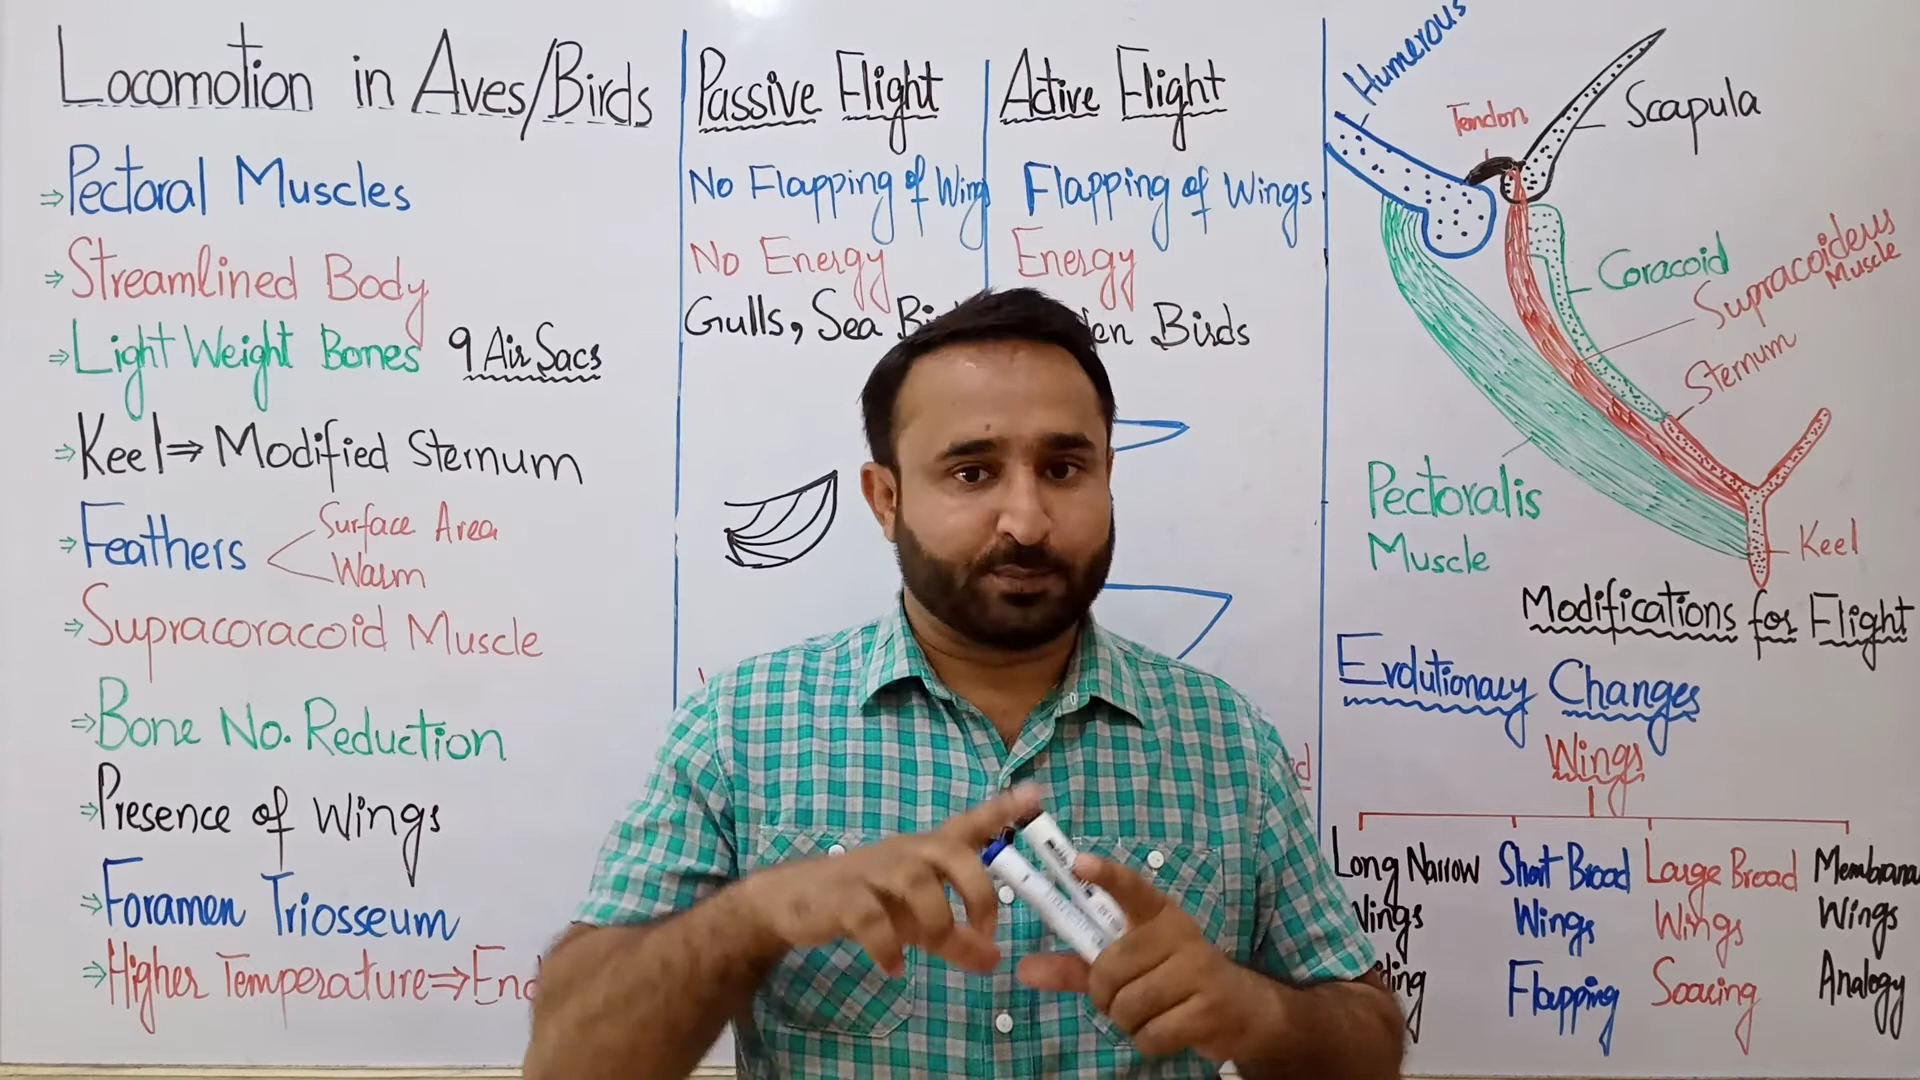 Locomotion in Aves/Birds
⇒Pectoral Muscles
⇒Streamlined Body
⇒Light Weight Bones 9 Air Sacs
⇒Keel⇒Modified Sternum
⇒Feathers
Surface Area
Warm
⇒Supracoracoid Muscle
⇒Bone No. Reduction
⇒Presence of Wings
⇒Foramen Triosseum
⇒Higher Temperature⇒
Passive Flight
No Flapping of Wing
No Energy
Gulls, Sea
Active Flight
Flapping of Wings
Energy
Birds
Humerous
Tendon
Scapula
Coracoid
Supracoiderus
Muscle
Sternum
Pectoralis
Muscle
Keel
Modifications for Flight
Evolutionary Changes
Wings
Long Narrow
Wings
Short Broad
Wings
Flapping
Large Broad
Wings
Soaring
Wings
Analogy